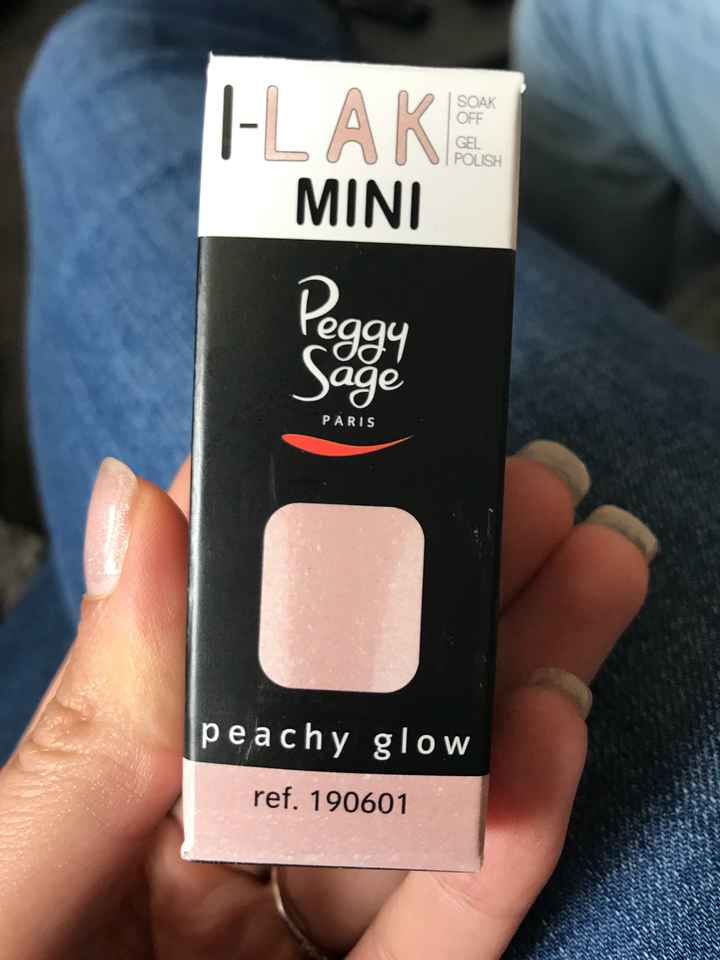 I-LAK
SOAK
OFF
GEL
POLISH
MINI
Peggy
Sage
PARIS
peachy glow
ref. 190601